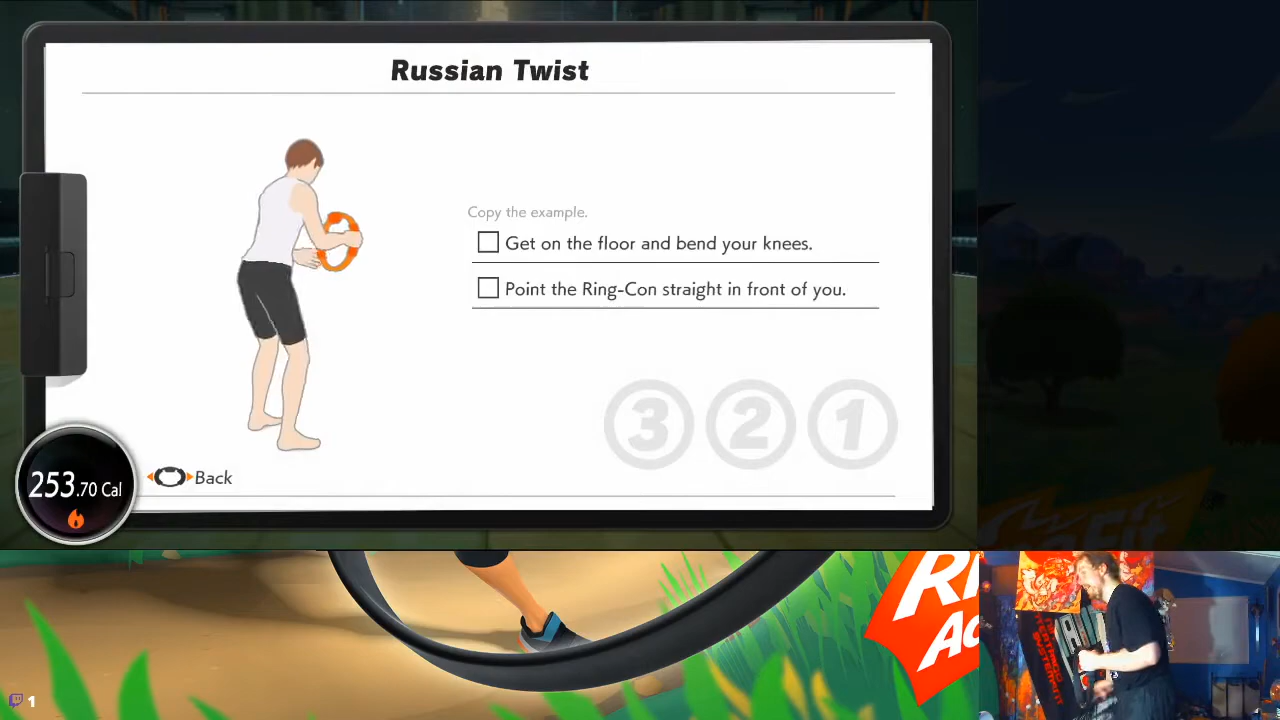 Russian Twist
Copy the example.
Get on the floor and bend your knees.
Point the Ring-Con straight in front of you.
3 2 1
253.70 Cal
Back
1